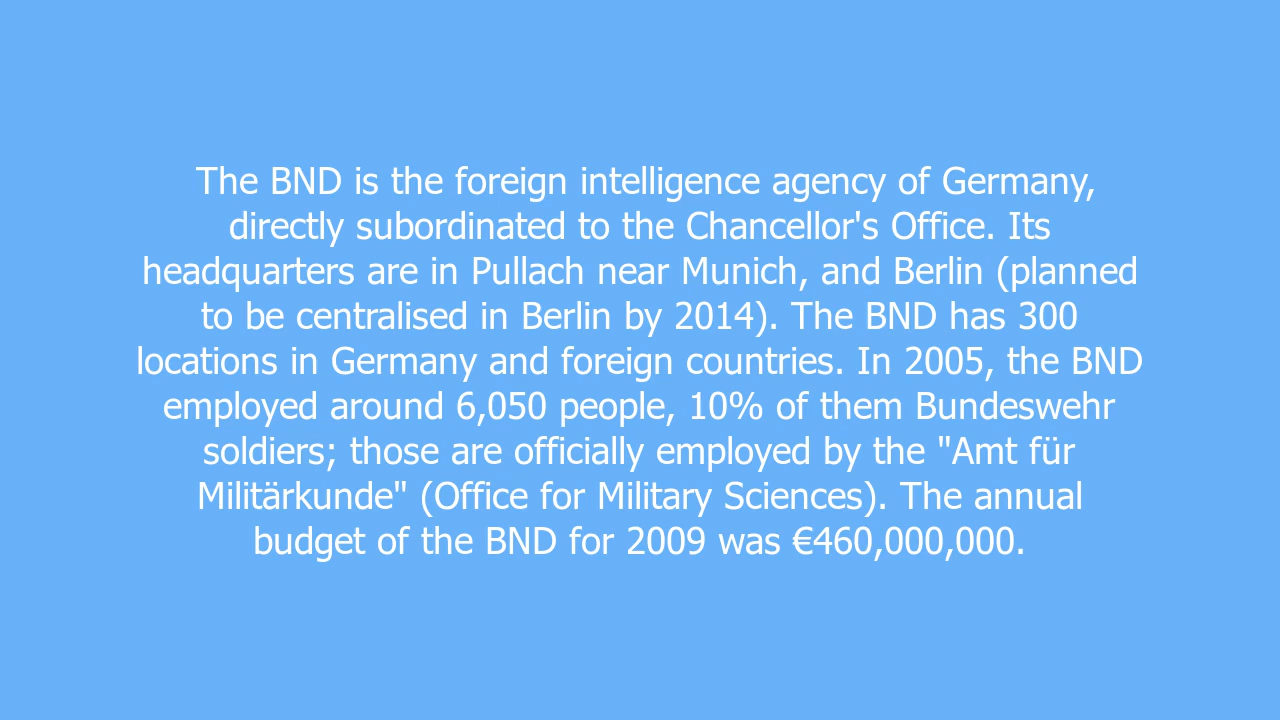 The BND is the foreign intelligence agency of Germany,
directly subordinated to the Chancellor's Office. Its
headquarters are in Pullach near Munich, and Berlin (planned
to be centralised in Berlin by 2014). The BND has 300
locations in Germany and foreign countries. In 2005, the BND
employed around 6,050 people, 10% of them Bundeswehr
soldiers; those are officially employed by the "Amt für
Militärkunde" (Office for Military Sciences). The annual
budget of the BND for 2009 was €460,000,000.